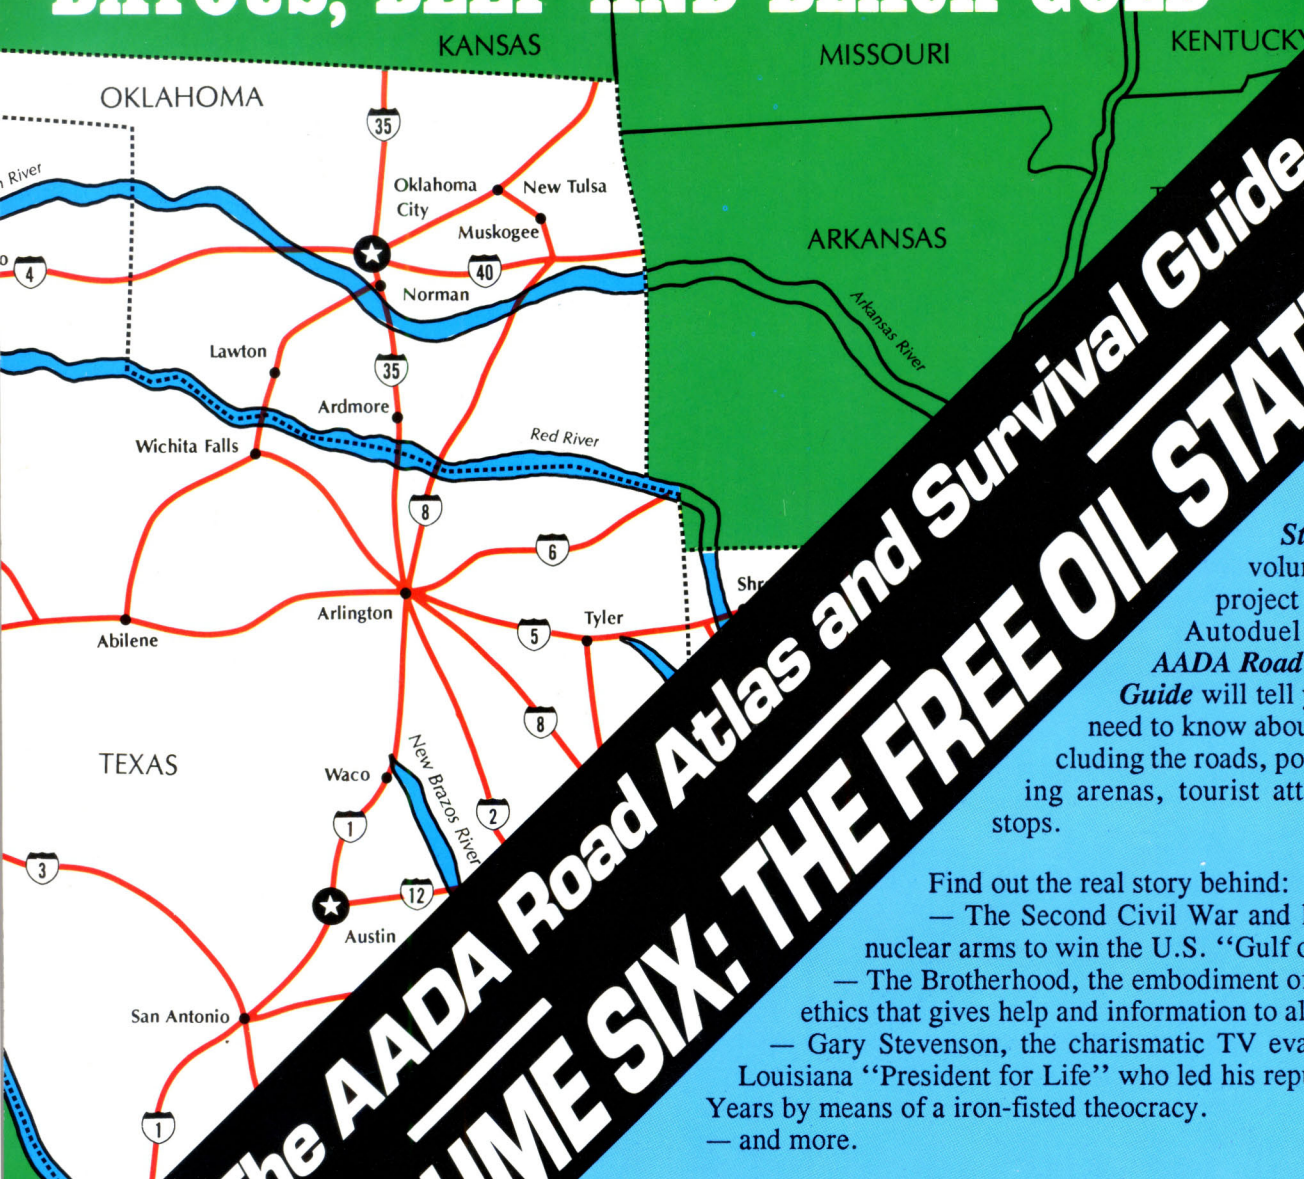 BAYOUS, BEEF AND BLACK GOLD
KANSAS
MISSOURI
KENTUCKY
OKLAHOMA
35
River
Oklahoma
City
New Tulsa
Muskogee
ARKANSAS
4
40
Norman
Arkansas River
Lawton
35
Ardmore
Wichita Falls
Red River
8
6
Arlington
Tyler
5
Abilene
8
TEXAS
Waco
New Brazos River
1
2
3
12
Austin
San Antonio
1
The AADA Road Atlas and Survival Guide
UME SIX: THE FREE OIL STAT
project
Autoduel
AADA Road
Guide will tell
need to know abou
cluding the roads, po
ing arenas, tourist att
stops.
Find out the real story behind:
— The Second Civil War and
nuclear arms to win the U.S. “Gulf
— The Brotherhood, the embodiment
ethics that gives help and information to al
— Gary Stevenson, the charismatic TV eva
Louisiana “President for Life” who led his rep
Years by means of a iron-fisted theocracy.
— and more.